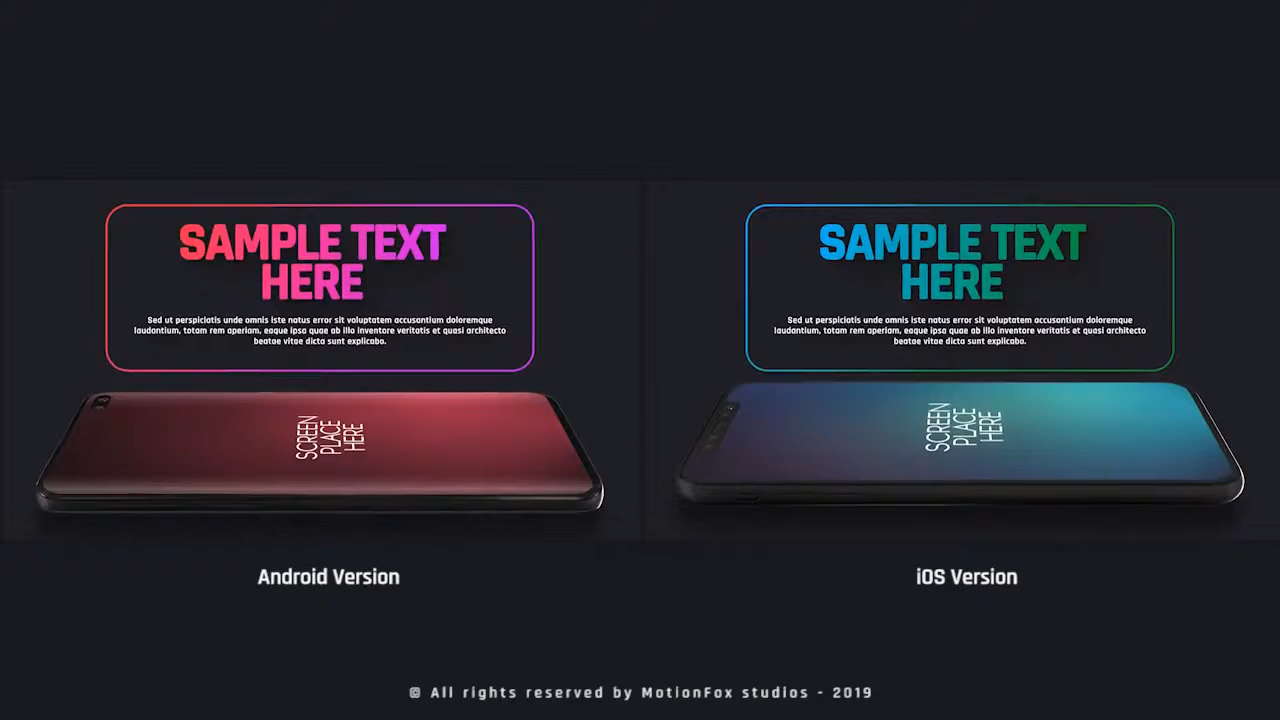 SAMPLE TEXT
HERE
Sed ut perspiciatis unde omnis iste natus error sit voluptatem accusantium doloremque
laudantium, totam rem aperiam, eaque ipsa quae ab illo inventore veritatis et quasi architecto
beatae vitae dicta sunt explicabo.
SCREEN
PLACE
HERE
Android Version
SAMPLE TEXT
HERE
Sed ut perspiciatis unde omnis iste natus error sit voluptatem accusantium doloremque
laudantium, totam rem aperiam, eaque ipsa quae ab illo inventore veritatis et quasi architecto
beatae vitae dicta sunt explicabo.
SCREEN
PLACE
HERE
iOS Version
© All rights reserved by MotionFox studios - 2019